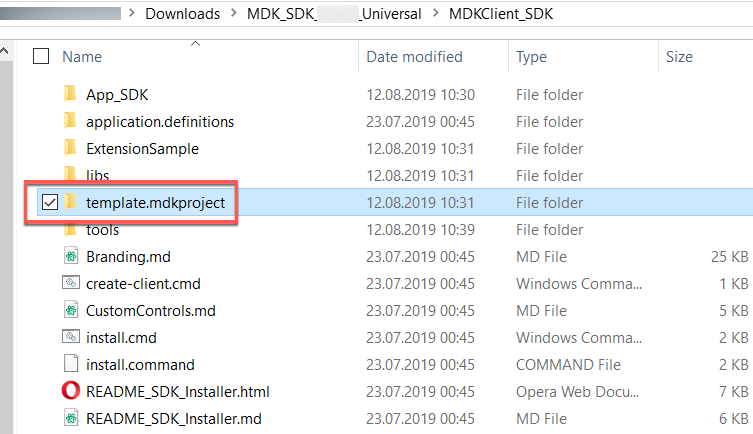 Downloads > MDK_SDK_ _Universal > MDKClient_SDK
Name Date modified Type Size
App_SDK 12.08.2019 10:30 File folder
application.definitions 23.07.2019 00:45 File folder
ExtensionSample 12.08.2019 10:31 File folder
libs 12.08.2019 10:31 File folder
template.mdkproject 12.08.2019 10:31 File folder
tools 12.08.2019 10:39 File folder
Branding.md 23.07.2019 00:45 MD File 25 KB
create-client.cmd 23.07.2019 00:45 Windows Comma... 1 KB
CustomControls.md 23.07.2019 00:45 MD File 5 KB
install.cmd 23.07.2019 00:45 Windows Comma... 2 KB
install.command 23.07.2019 00:45 COMMAND File 2 KB
README_SDK_Installer.html 23.07.2019 00:45 Opera Web Docu... 7 KB
README_SDK_Installer.md 23.07.2019 00:45 MD File 6 KB